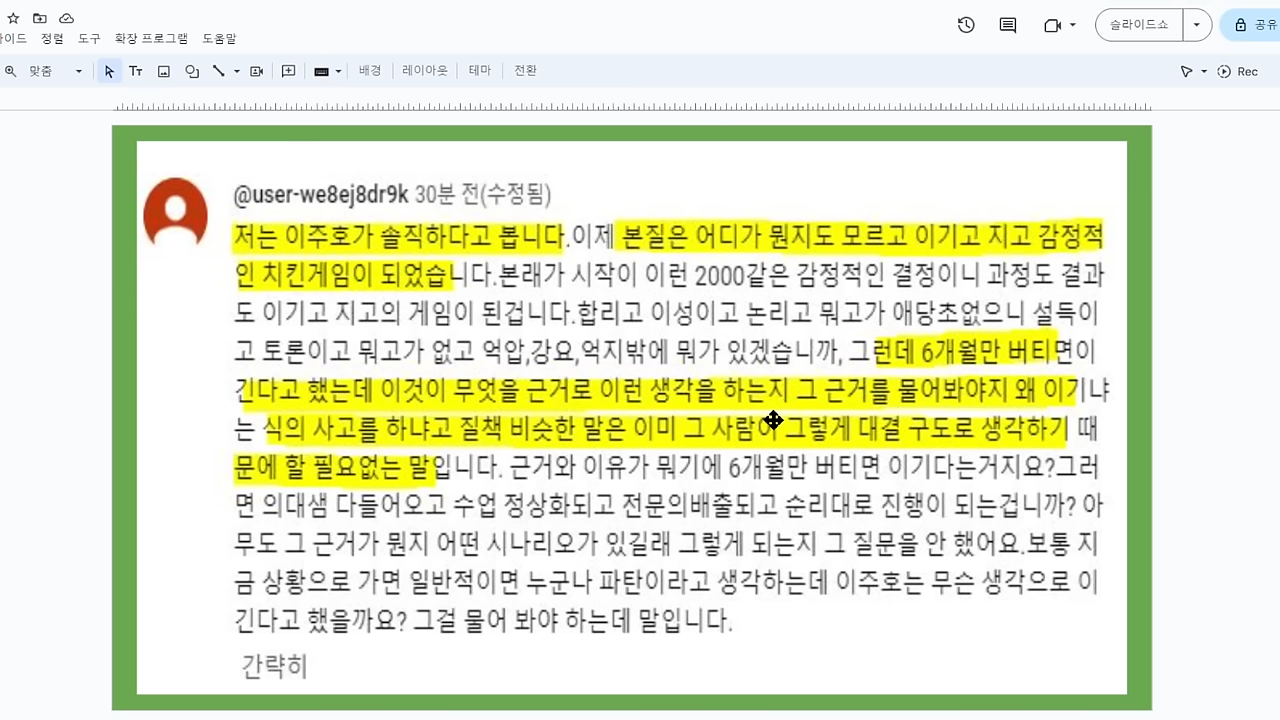 이드 정렬 도구 확장 프로그램 도움말
슬라이드쇼
공유
맞춤
배경 레이아웃 테마 전환
Rec
@user-we8ej8dr9k 30분 전(수정됨)
저는 이주호가 솔직하다고 봅니다.이제 본질은 어디가 뭔지도 모르고 이기고 지고 감정적
인 치킨게임이 되었습니다.본래가 시작이 이런 2000같은 감정적인 결정이니 과정도 결과
도 이기고 지고의 게임이 된겁니다.합리고 이성이고 논리고 뭐고가 애당초없으니 설득이
고 토론이고 뭐고가 없고 억압,강요,억지밖에 뭐가 있겠습니까, 그런데 6개월만 버티면이
긴다고 했는데 이것이 무엇을 근거로 이런 생각을 하는지 그 근거를 물어봐야지 왜 이기냐
는 식의 사고를 하냐고 질책 비슷한 말은 이미 그 사람이 그렇게 대결 구도로 생각하기 때
문에 할 필요없는 말입니다. 근거와 이유가 뭐기에 6개월만 버티면 이기다는거지요?그러
면 의대샘 다들어오고 수업 정상화되고 전문의배출되고 순리대로 진행이 되는겁니까? 아
무도 그 근거가 뭔지 어떤 시나리오가 있길래 그렇게 되는지 그 질문을 안 했어요.보통 지
금 상황으로 가면 일반적이면 누군나 파탄이라고 생각하는데 이주호는 무슨 생각으로 이
긴다고 했을까요? 그걸 물어 봐야 하는데 말입니다.
간략히